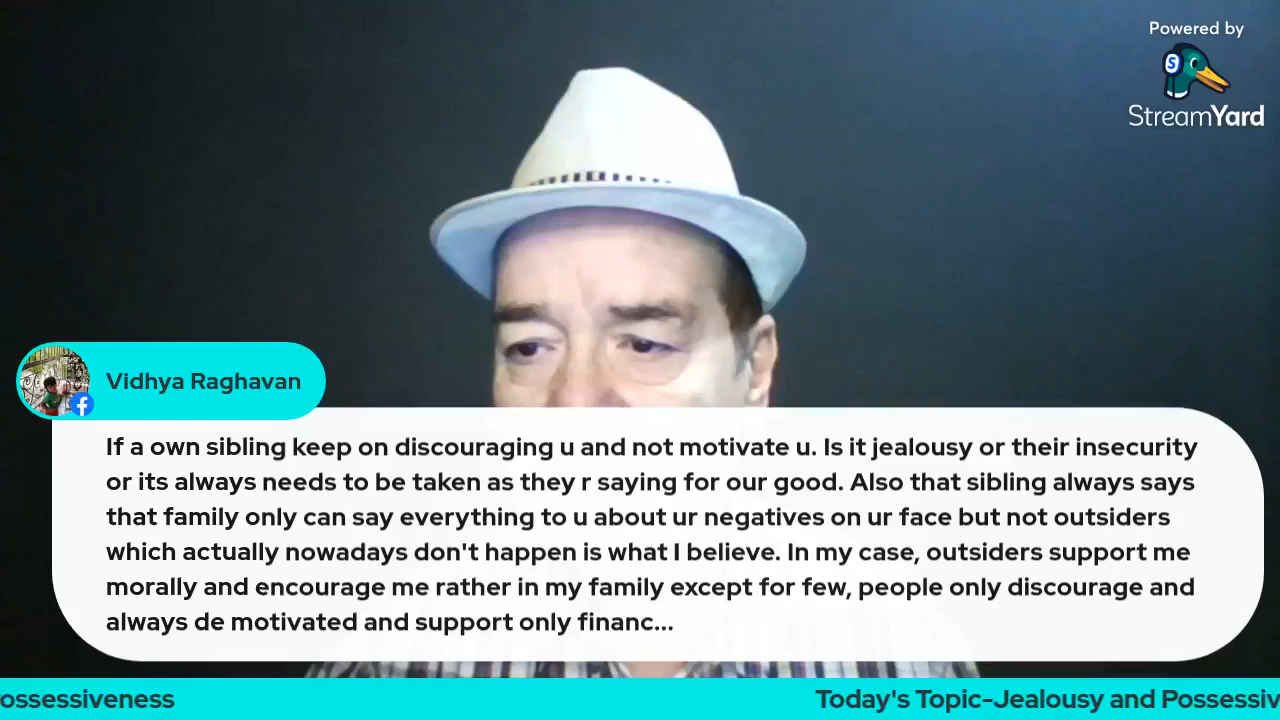 Powered by
StreamYard
Vidhya Raghavan
If a own sibling keep on discouraging u and not motivate u. Is it jealousy or their insecurity
or its always needs to be taken as they r saying for our good. Also that sibling always says
that family only can say everything to u about ur negatives on ur face but not outsiders
which actually nowadays don't happen is what I believe. In my case, outsiders support me
morally and encourage me rather in my family except for few, people only discourage and
always de motivated and support only financ...
ossessiveness
Today's Topic-Jealousy and Possessiv